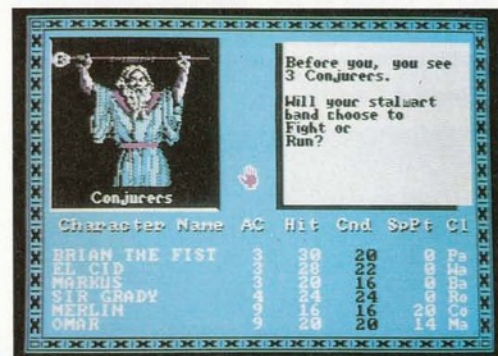 Before you, you see
3 Conjurers.
Will your stalwart
band choose to
Fight or
Run?
Conjurers
Character Name AC Hit Cnd SpPt Cl
BRIAN THE FIST 3 30 20 0 Pa
EL CID 3 28 22 0 Wa
MARKUS 3 20 16 0 Ba
SIR GRADY 4 24 24 0 Ro
MERLIN 9 16 16 20 Co
OMAR 9 20 20 14 Ma